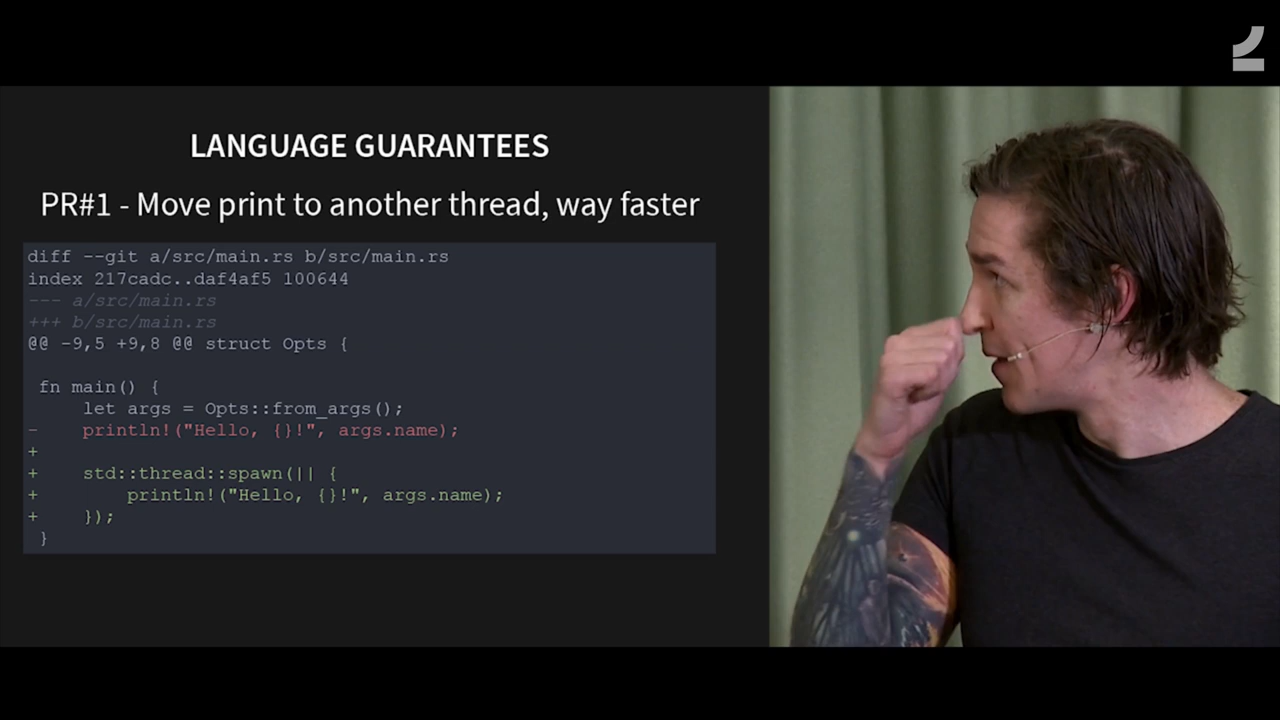 LANGUAGE GUARANTEES
PR#1 - Move print to another thread, way faster
diff --git a/src/main.rs b/src/main.rs
index 217cadc..daf4af5 100644
--- a/src/main.rs
+++ b/src/main.rs
@@ -9,5 +9,8 @@ struct Opts {
 fn main() {
     let args = Opts::from_args();
-    println!("Hello, {}!", args.name);
+
+    std::thread::spawn(|| {
+        println!("Hello, {}!", args.name);
+    });
 }